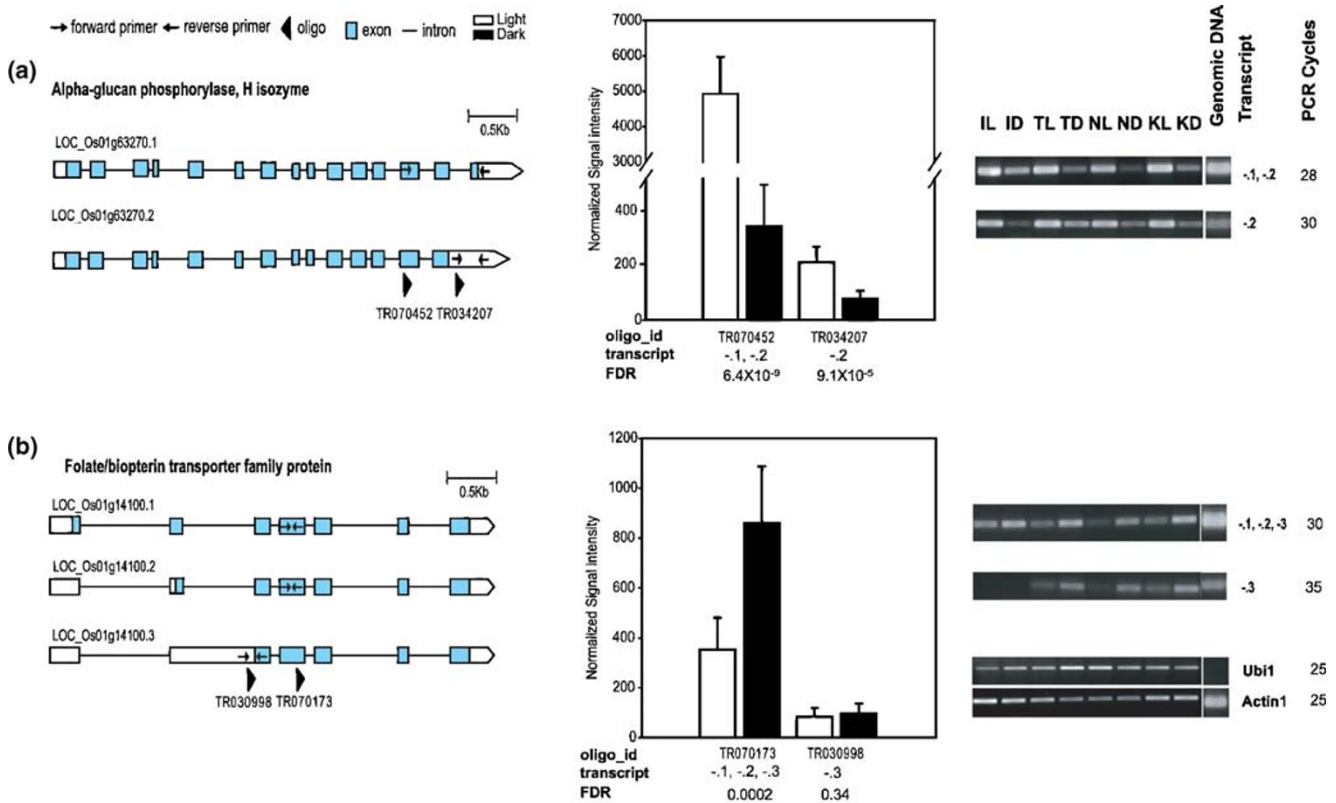 forward primer reverse primer oligo exon intron Light
Dark
(a)
Alpha-glucan phosphorylase, H isozyme
0.5Kb
LOC_Os01g63270.1
LOC_Os01g63270.2
TR070452 TR034207
7000
6000
5000
4000
3000
400
200
0
Normalized Signal intensity
oligo_id TR070452 TR034207
transcript -.1, -.2 -.2
FDR 6.4X10⁻⁹ 9.1X10⁻⁵
IL ID TL TD NL ND KL KD Genomic DNA Transcript PCR Cycles
-.1, -.2 28
-.2 30
(b)
Folate/biopterin transporter family protein
0.5Kb
LOC_Os01g14100.1
LOC_Os01g14100.2
LOC_Os01g14100.3
TR030998 TR070173
1200
1000
800
600
400
200
0
Normalized Signal Intensity
oligo_id TR070173 TR030998
transcript -.1, -.2, -.3 -.3
FDR 0.0002 0.34
-.1, -.2, -3 30
-.3 35
Ubi1 25
Actin1 25